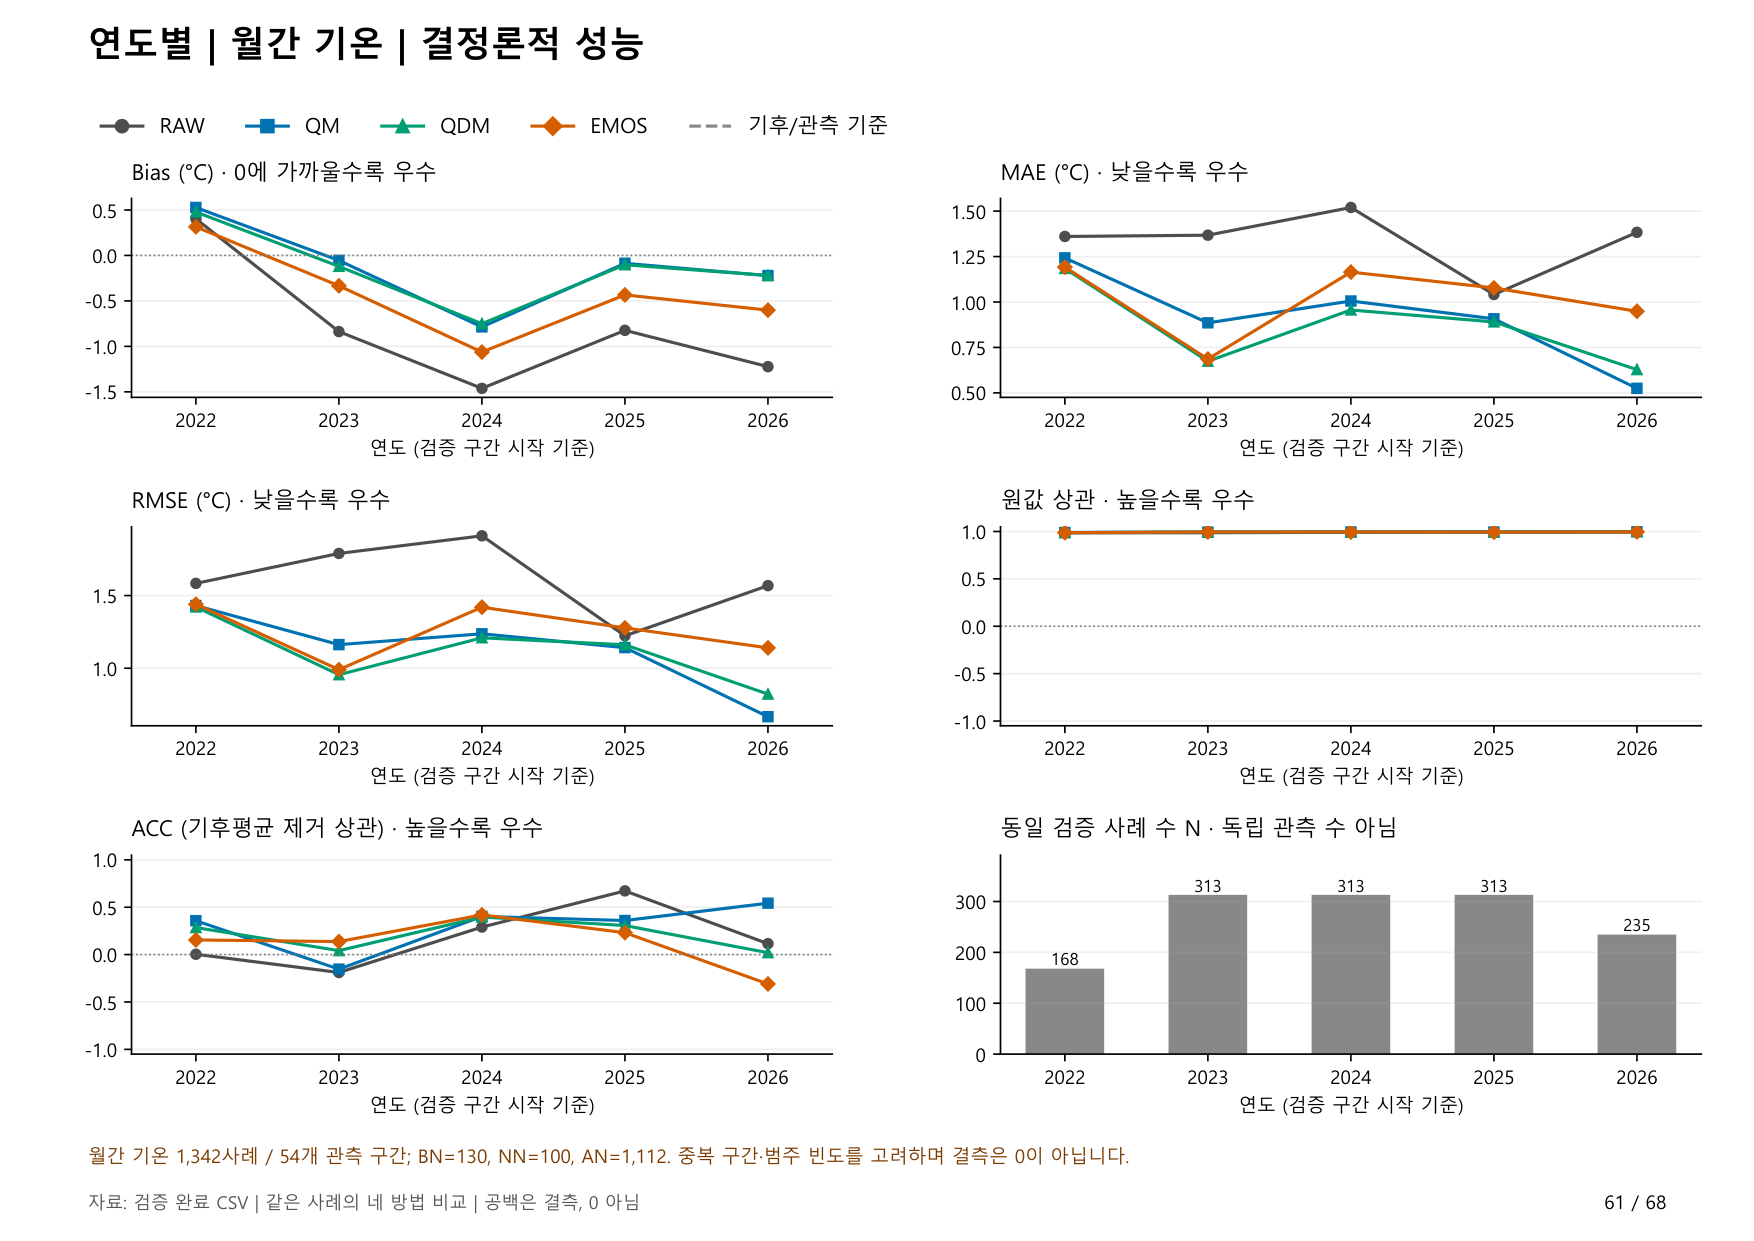 연도별 | 월간 기온 | 결정론적 성능
RAW QM QDM EMOS 기후/관측 기준
Bias (°C) · 0에 가까울수록 우수
0.5
0.0
-0.5
-1.0
-1.5
2022 2023 2024 2025 2026
연도 (검증 구간 시작 기준)
MAE (°C) · 낮을수록 우수
1.50
1.25
1.00
0.75
0.50
2022 2023 2024 2025 2026
연도 (검증 구간 시작 기준)
RMSE (°C) · 낮을수록 우수
1.5
1.0
2022 2023 2024 2025 2026
연도 (검증 구간 시작 기준)
원값 상관 · 높을수록 우수
1.0
0.5
0.0
-0.5
-1.0
2022 2023 2024 2025 2026
연도 (검증 구간 시작 기준)
ACC (기후평균 제거 상관) · 높을수록 우수
1.0
0.5
0.0
-0.5
-1.0
2022 2023 2024 2025 2026
연도 (검증 구간 시작 기준)
동일 검증 사례 수 N · 독립 관측 수 아님
300
200
100
0
168 313 313 313 235
2022 2023 2024 2025 2026
연도 (검증 구간 시작 기준)
월간 기온 1,342사례 / 54개 관측 구간; BN=130, NN=100, AN=1,112. 중복 구간·범주 빈도를 고려하며 결측은 0이 아닙니다.
자료: 검증 완료 CSV | 같은 사례의 네 방법 비교 | 공백은 결측, 0 아님
61 / 68